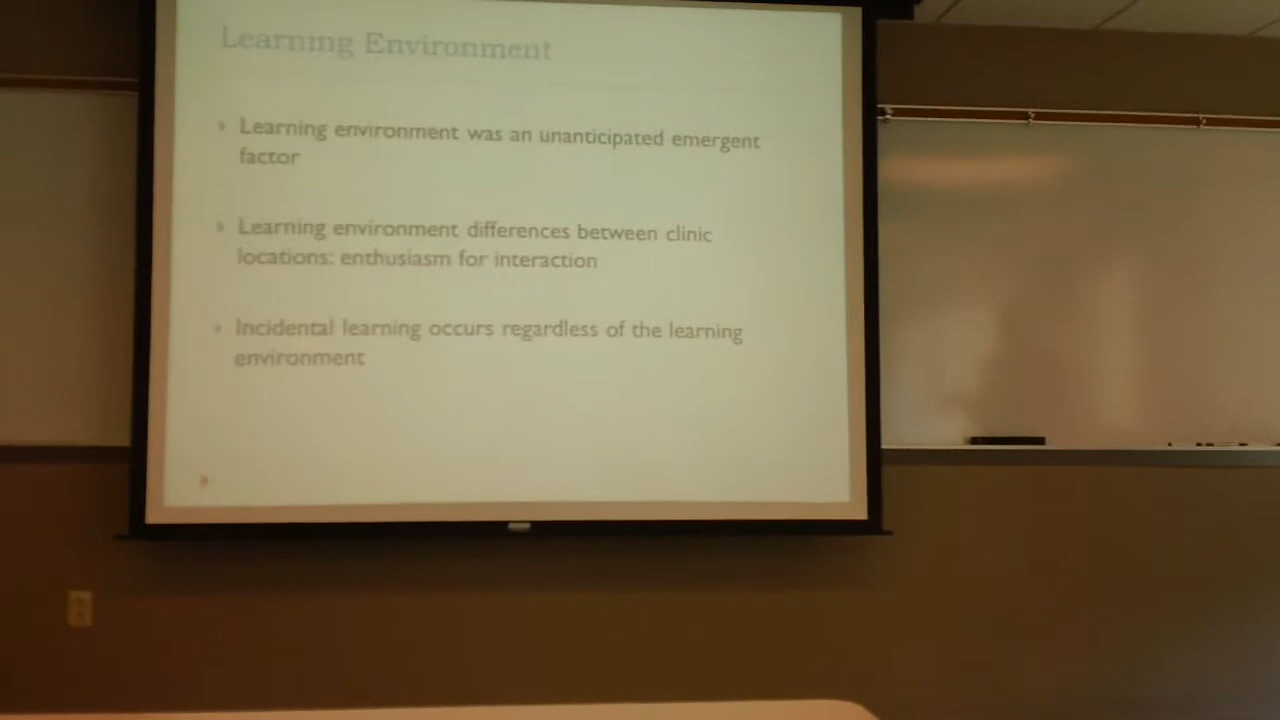 Learning Environment
Learning environment was an unanticipated emergent
factor
Learning environment differences between clinic
locations: enthusiasm for interaction
Incidental learning occurs regardless of the learning
environment